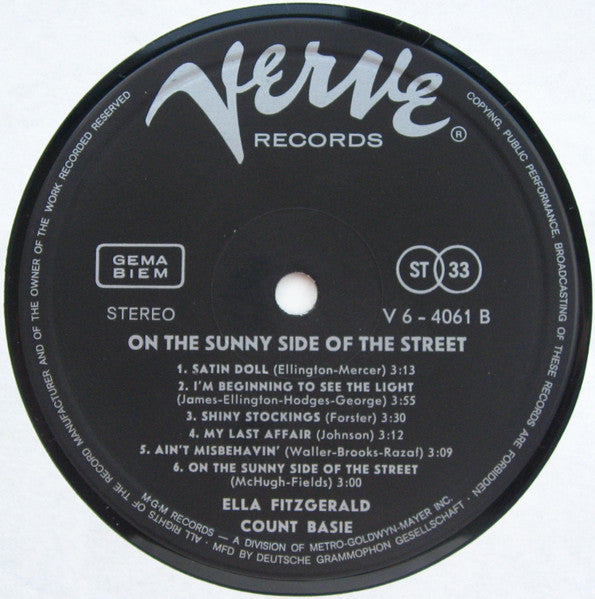 Verve
RECORDS ®
ALL RIGHTS OF THE RECORD MANUFACTURER AND OF THE OWNER OF THE WORK RECORDED RESERVED
COPYING, PUBLIC PERFORMANCE, BROADCASTING OF THESE RECORDS ARE FORBIDDEN
GEMA
BIEM
ST 33
STEREO
V 6 - 4061 B
ON THE SUNNY SIDE OF THE STREET
1. SATIN DOLL (Ellington-Mercer) 3:13
2. I'M BEGINNING TO SEE THE LIGHT
(James-Ellington-Hodges-George) 3:55
3. SHINY STOCKINGS (Forster) 3:30
4. MY LAST AFFAIR (Johnson) 3:12
5. AIN'T MISBEHAVIN' (Waller-Brooks-Razaf) 3:09
6. ON THE SUNNY SIDE OF THE STREET
(McHugh-Fields) 3:00
ELLA FITZGERALD
COUNT BASIE
M·G·M RECORDS – A DIVISION OF METRO-GOLDWYN-MAYER INC.
MFD BY DEUTSCHE GRAMMOPHON GESELLSCHAFT